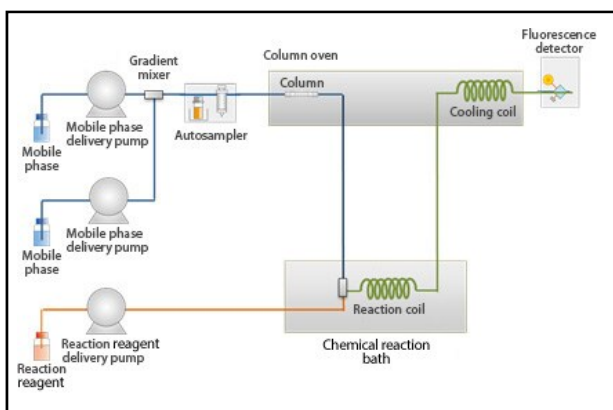 Fluorescence
detector
Gradient
mixer
Column oven
Column
Cooling coil
Autosampler
Mobile phase
delivery pump
Mobile
phase
Mobile phase
delivery pump
Mobile
phase
Reaction coil
Chemical reaction
bath
Reaction reagent
delivery pump
Reaction
reagent